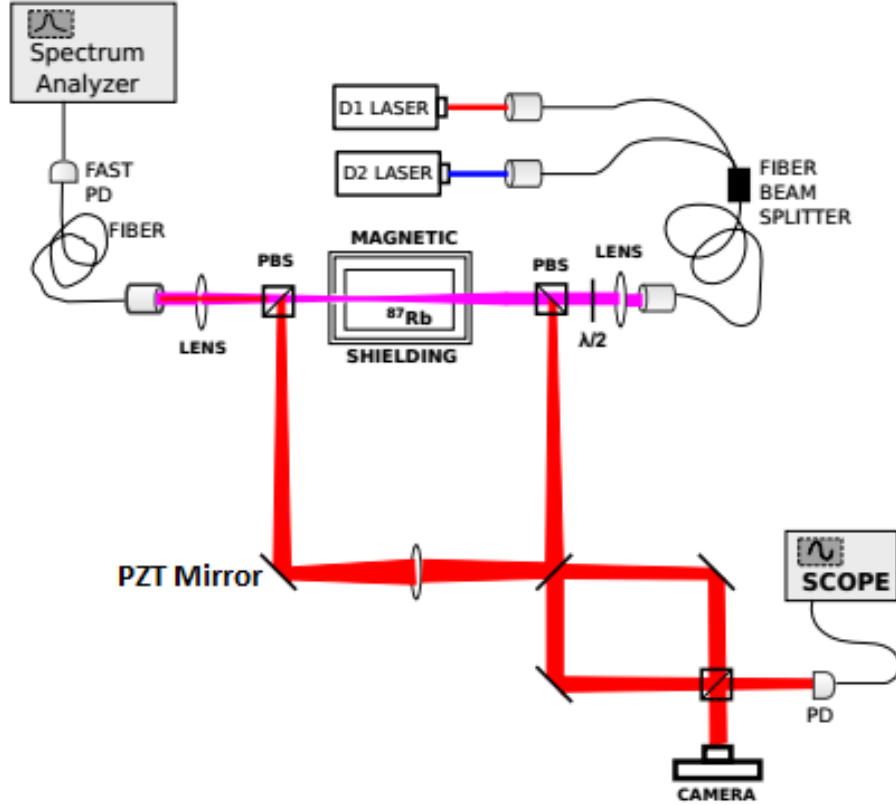 Spectrum
Analyzer
D1 LASER
D2 LASER
FAST
PD
FIBER
FIBER
BEAM
SPLITTER
MAGNETIC
PBS
PBS
LENS
⁸⁷Rb
LENS
SHIELDING
λ/2
PZT Mirror
SCOPE
PD
CAMERA